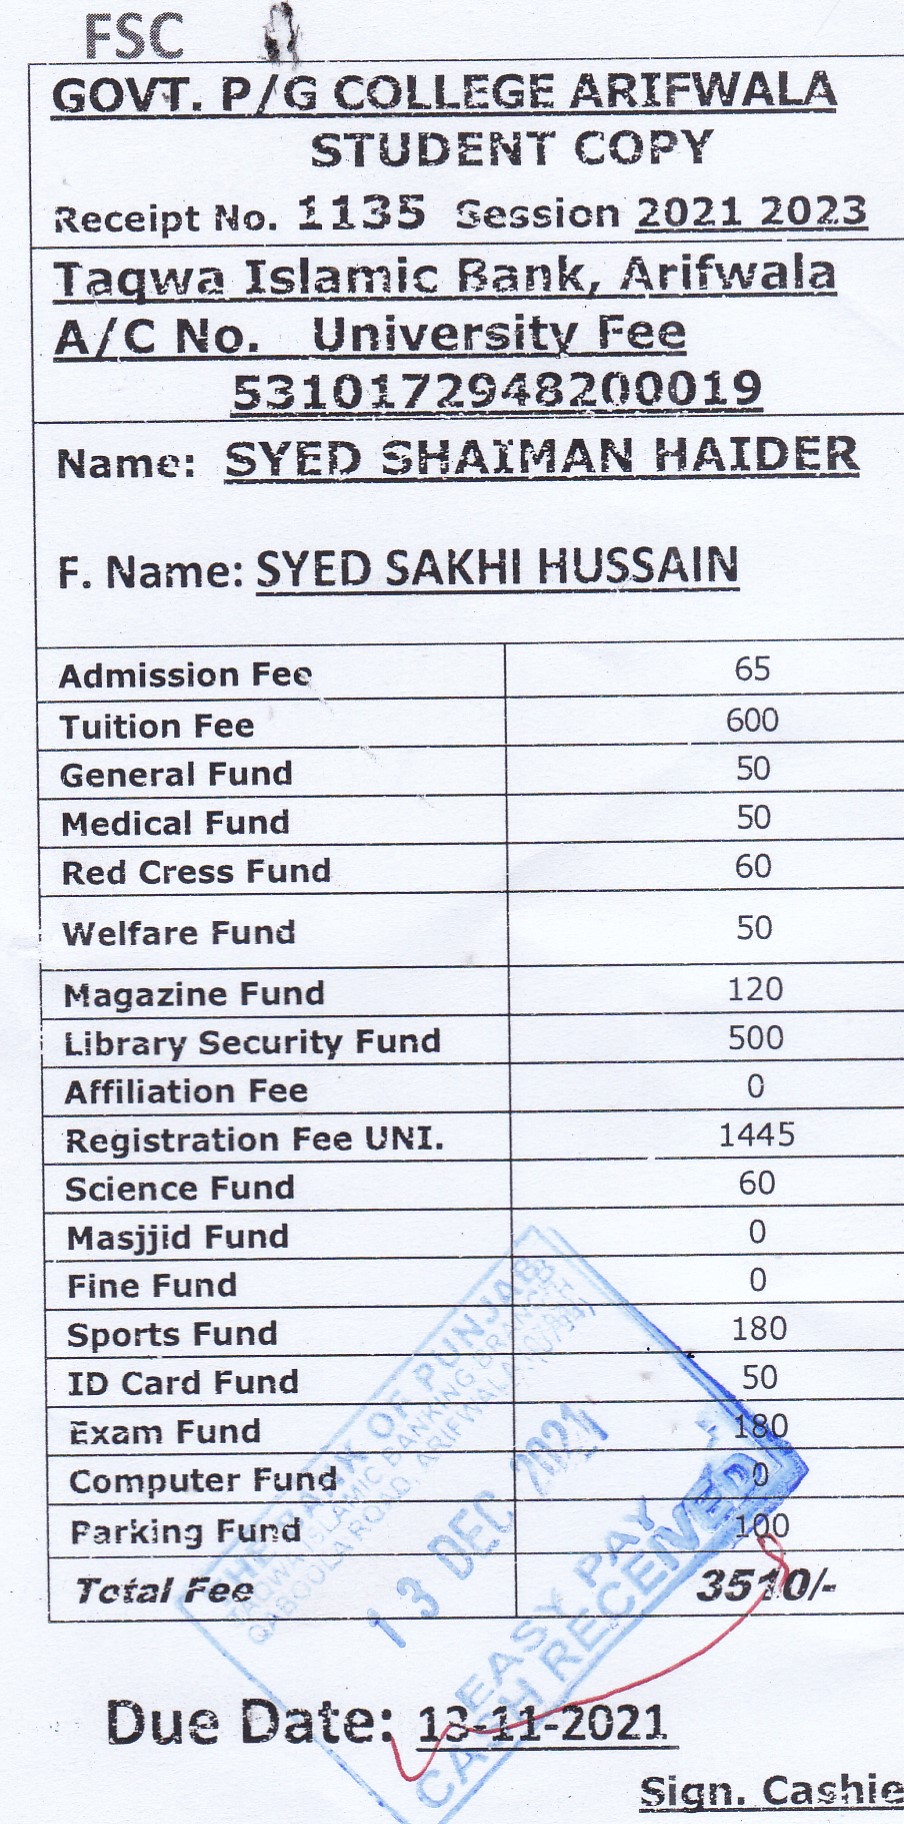 FSC
GOVT. P/G COLLEGE ARIFWALA
STUDENT COPY
Receipt No. 1135 Session 2021 2023
Taqwa Islamic Bank, Arifwala
A/C No. University Fee
5310172948200019
Name: SYED SHAIMAN HAIDER
F. Name: SYED SAKHI HUSSAIN
Admission Fee 65
Tuition Fee 600
General Fund 50
Medical Fund 50
Red Cress Fund 60
Welfare Fund 50
Magazine Fund 120
Library Security Fund 500
Affiliation Fee 0
Registration Fee UNI. 1445
Science Fund 60
Masjjid Fund 0
Fine Fund 0
Sports Fund 180
ID Card Fund 50
Exam Fund 180
Computer Fund 0
Parking Fund 100
Total Fee 3510/-
THE BANK OF PUNJAB
TAQWA ISLAMIC BANKING BRANCH
QABOULA ROAD, ARIFWALA
13 DEC 2021
EASY PAY
CASH RECEIVED
Due Date: 13-11-2021
Sign. Cashie